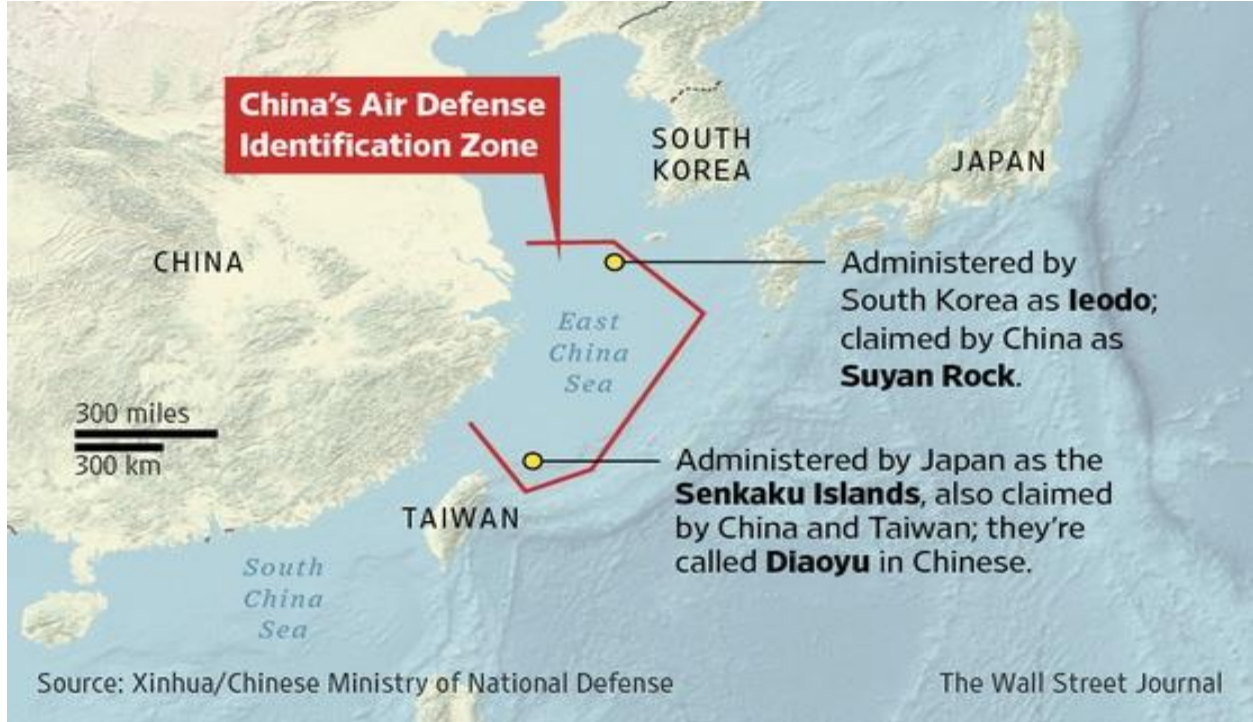 China's Air Defense
Identification Zone
SOUTH
KOREA
JAPAN
CHINA
Administered by
South Korea as Ieodo;
claimed by China as
Suyan Rock.
East
China
Sea
300 miles
300 km
Administered by Japan as the
Senkaku Islands, also claimed
by China and Taiwan; they're
called Diaoyu in Chinese.
TAIWAN
South
China
Sea
Source: Xinhua/Chinese Ministry of National Defense
The Wall Street Journal